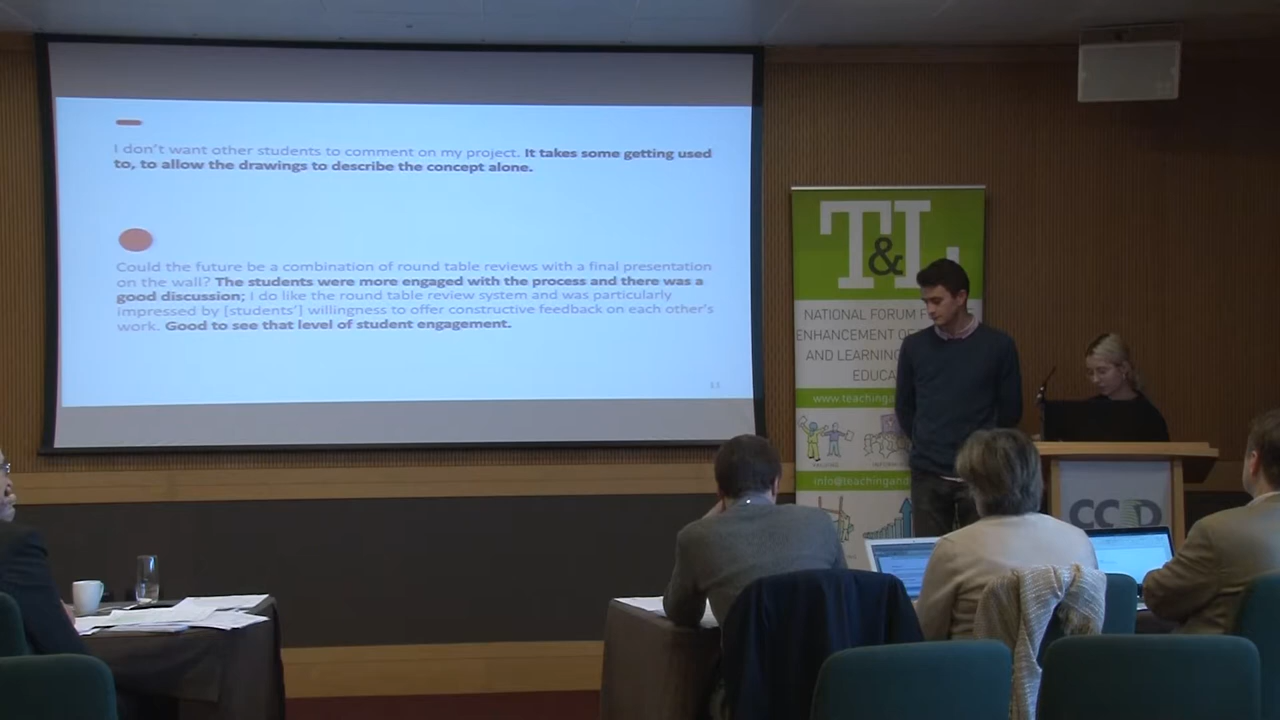 I don't want other students to comment on my project. It takes some getting used
to, to allow the drawings to describe the concept alone.
Could the future be a combination of round table reviews with a final presentation
on the wall? The students were more engaged with the process and there was a
good discussion; I do like the round table review system and was particularly
impressed by [students'] willingness to offer constructive feedback on each other's
work. Good to see that level of student engagement.
13
T&L
NATIONAL FORUM F
ENHANCEMENT OF
AND LEARNING
EDUCA
www.teachinga
info@teachingand
CC D